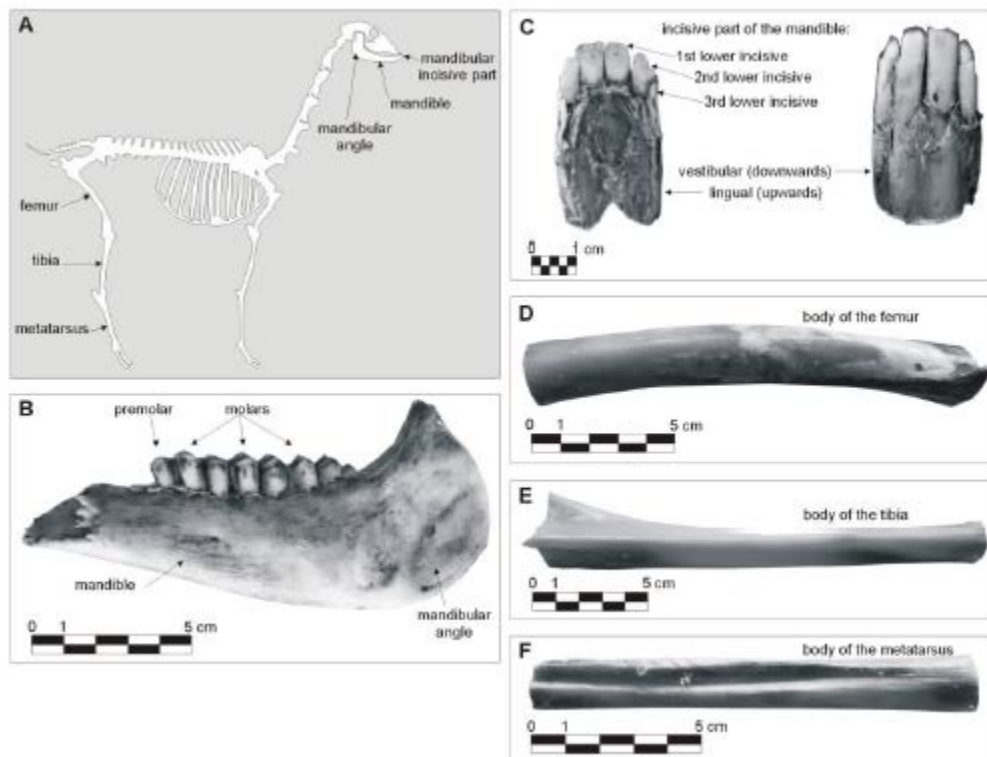 A
mandibular
incisive part
mandible
mandibular
angle
femur
tibia
metatarsus
B
premolar
molars
mandible
mandibular
angle
0 1 5 cm
C
incisive part of the mandible:
1st lower incisive
2nd lower incisive
3rd lower incisive
vestibular (downwards)
lingual (upwards)
0 1 cm
D
body of the femur
0 1 5 cm
E
body of the tibia
0 1 5 cm
F
body of the metatarsus
0 1 5 cm